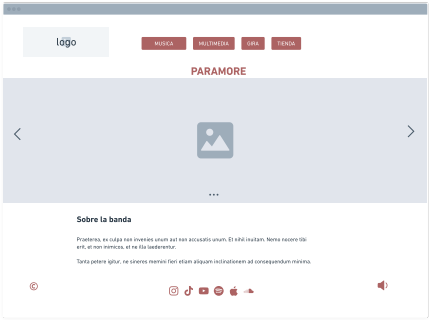 logo
MUSICA
MULTIMEDIA
GIRA
TIENDA
PARAMORE
Sobre la banda
Praeterea, ex culpa non invenies unum aut non accusatis unum. Et nihil inuitam. Nemo nocere tibi
erit, et non inimicos, et ne illa laederentur.
Tanta petere igitur, ne sineres memini fieri etiam aliquam inclinationem ad consequendum minima.
©